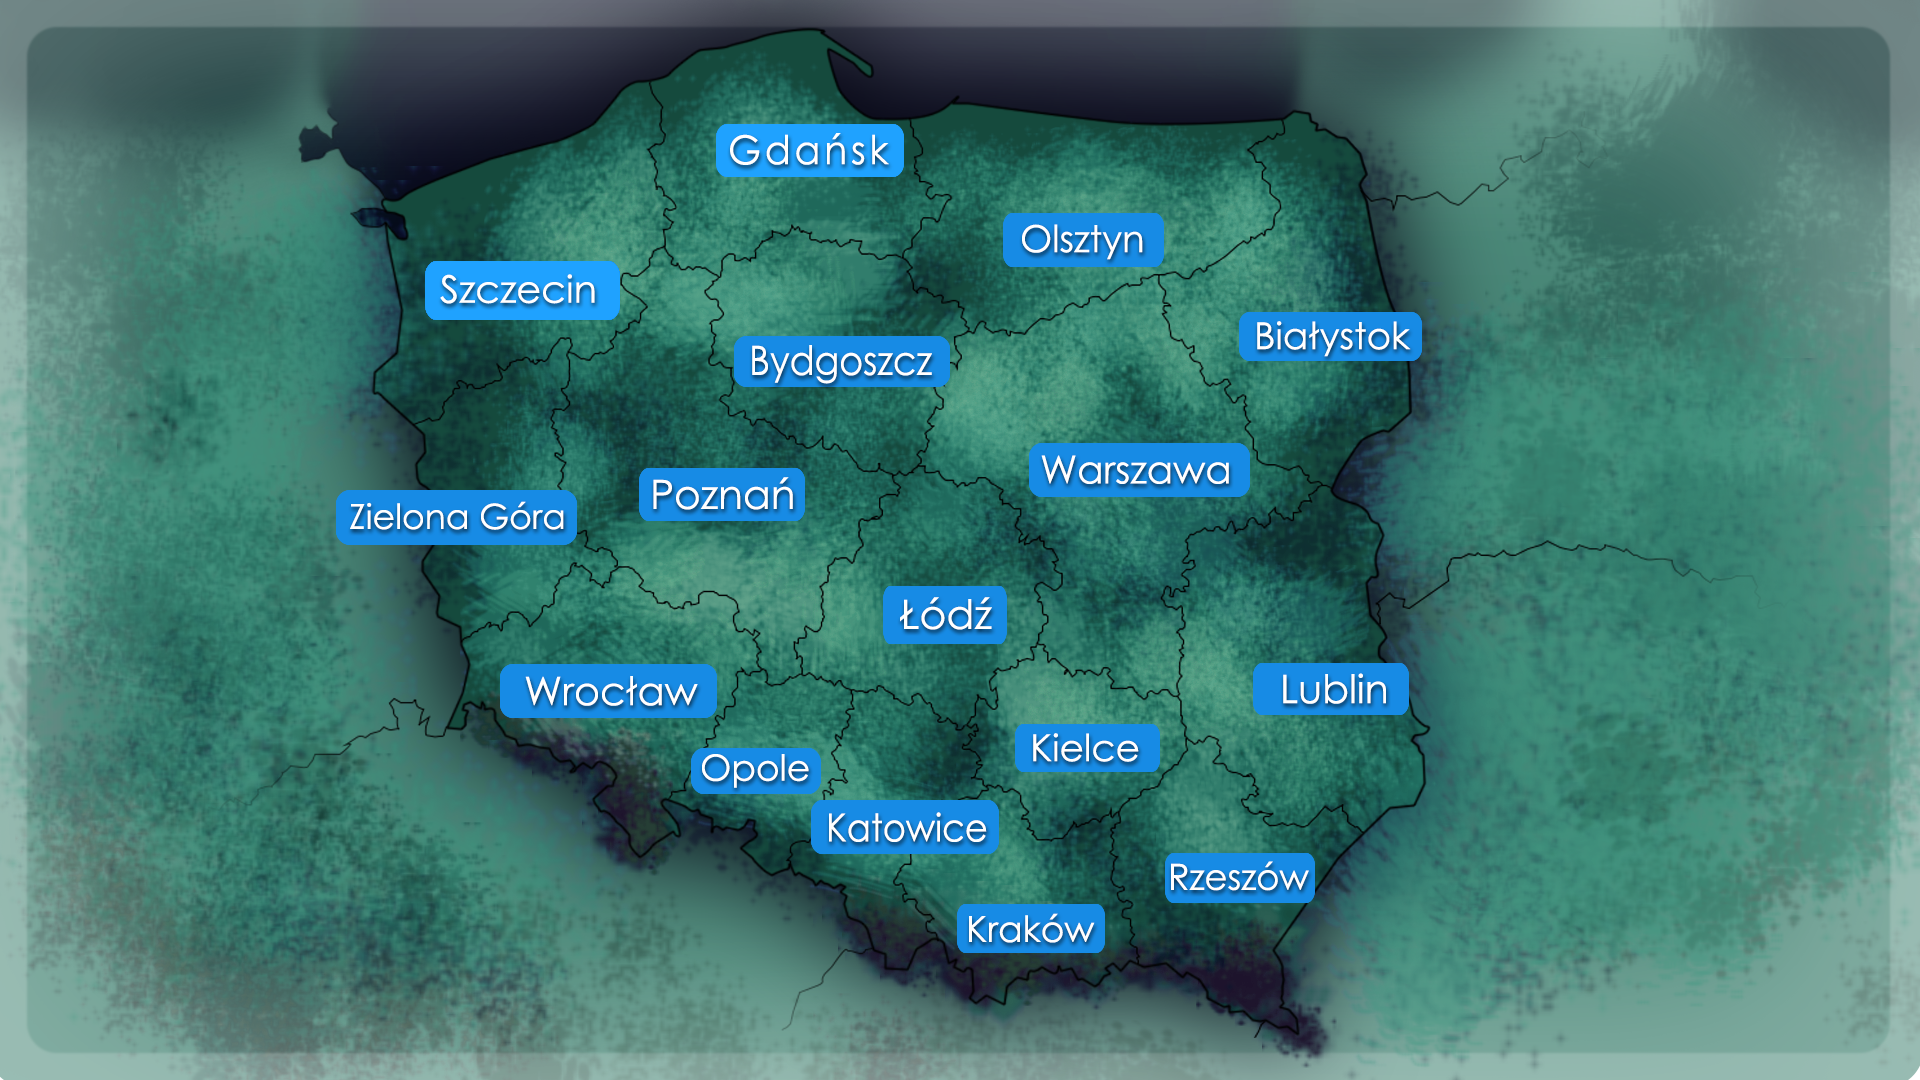 Gdańsk
Olsztyn
Szczecin
Białystok
Bydgoszcz
Warszawa
Poznań
Zielona Góra
Łódź
Wrocław
Lublin
Kielce
Opole
Katowice
Rzeszów
Kraków